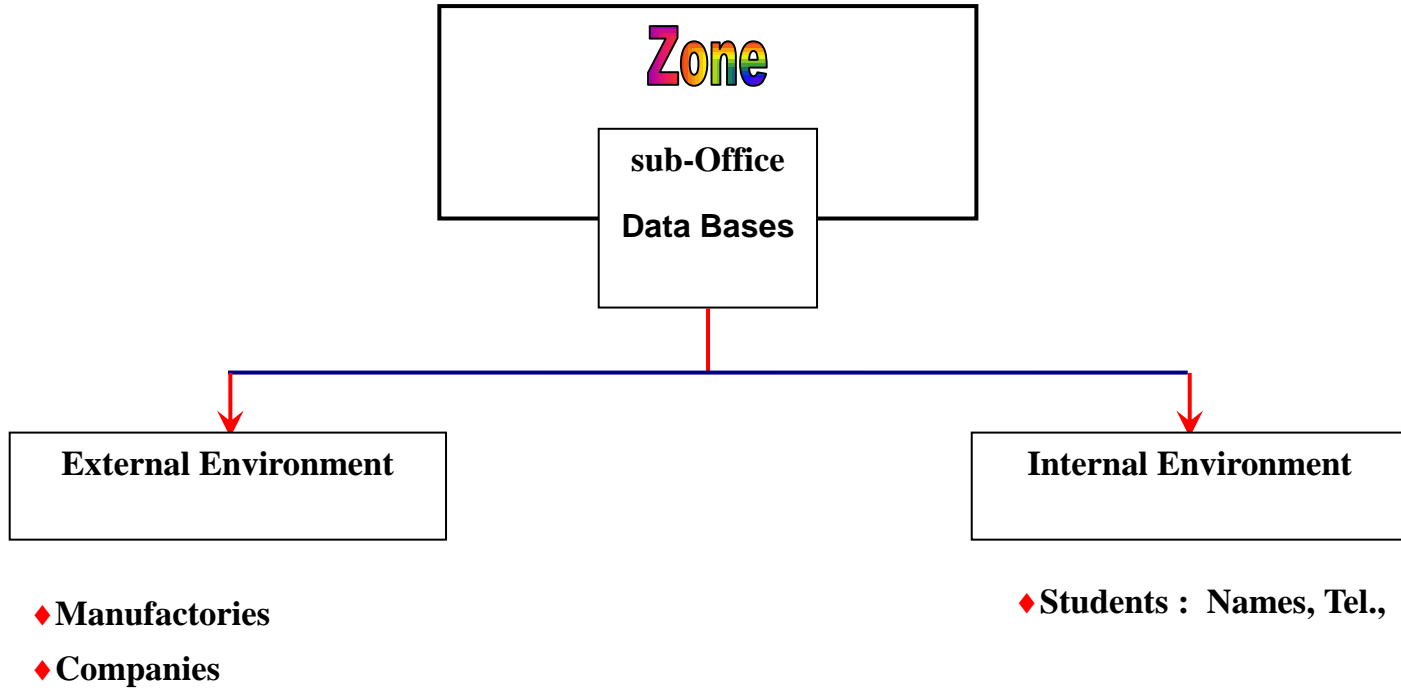 Zone
sub-Office
Data Bases
External Environment
Internal Environment
♦Manufactories
♦Companies
♦Students : Names, Tel.,